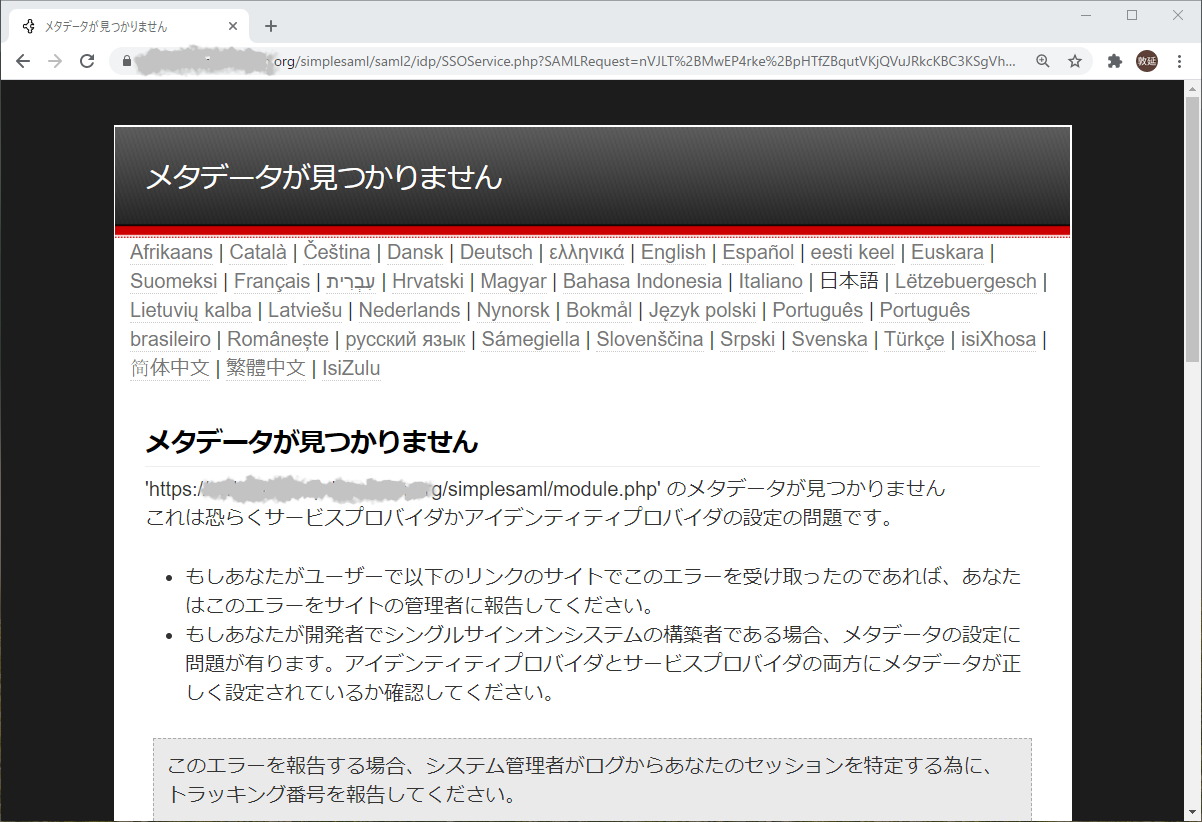 メタデータが見つかりません
org/simplesaml/saml2/idp/SSOService.php?SAMLRequest=nVJLT%2BMwEP4rke%2BpHTfZBqutVKjQVuJRkcKBC3KSgVh...
敦延
メタデータが見つかりません
Afrikaans | Català | Čeština | Dansk | Deutsch | ελληνικά | English | Español | eesti keel | Euskara |
Suomeksi | Français | עִבְרִית | Hrvatski | Magyar | Bahasa Indonesia | Italiano | 日本語 | Lëtzebuergesch |
Lietuvių kalba | Latviešu | Nederlands | Nynorsk | Bokmål | Język polski | Português | Português
brasileiro | Românește | русский язык | Sámegiella | Slovenščina | Srpski | Svenska | Türkçe | isiXhosa |
简体中文 | 繁體中文 | IsiZulu
メタデータが見つかりません
'https:/ g/simplesaml/module.php' のメタデータが見つかりません
これは恐らくサービスプロバイダかアイデンティティプロバイダの設定の問題です。
• もしあなたがユーザーで以下のリンクのサイトでこのエラーを受け取ったのであれば、あなた
はこのエラーをサイトの管理者に報告してください。
• もしあなたが開発者でシングルサインオンシステムの構築者である場合、メタデータの設定に
問題が有ります。アイデンティティプロバイダとサービスプロバイダの両方にメタデータが正
しく設定されているか確認してください。
このエラーを報告する場合、システム管理者がログからあなたのセッションを特定する為に、
トラッキング番号を報告してください。